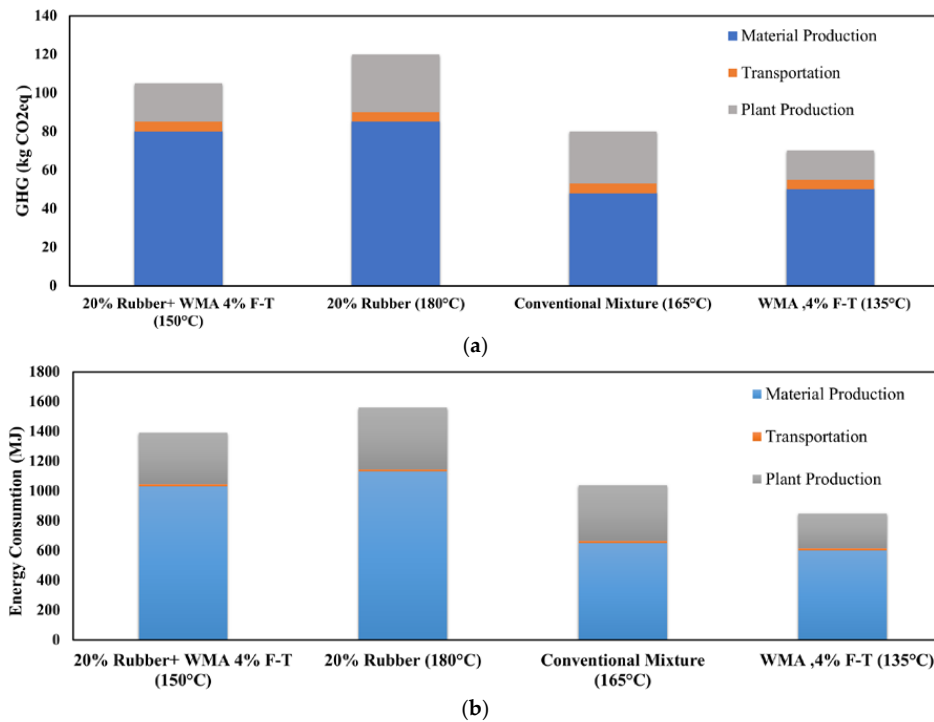 140
120
100
80
60
40
20
0
GHG (kg CO2eq)
Material Production
Transportation
Plant Production
20% Rubber+ WMA 4% F-T
(150°C)
20% Rubber (180°C)
Conventional Mixture (165°C)
WMA ,4% F-T (135°C)
(a)
1800
1600
1400
1200
1000
800
600
400
200
0
Energy Consumtion (MJ)
Material Production
Transportation
Plant Production
20% Rubber+ WMA 4% F-T
(150°C)
20% Rubber (180°C)
Conventional Mixture
(165°C)
WMA ,4% F-T (135°C)
(b)